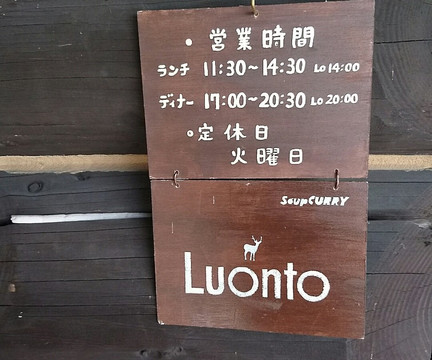 • 営業時間
ランチ 11:30~14:30 Lo 14:00
ディナー 17:00~20:30 Lo 20:00
• 定休日
火曜日
SoupCURRY
Luonto